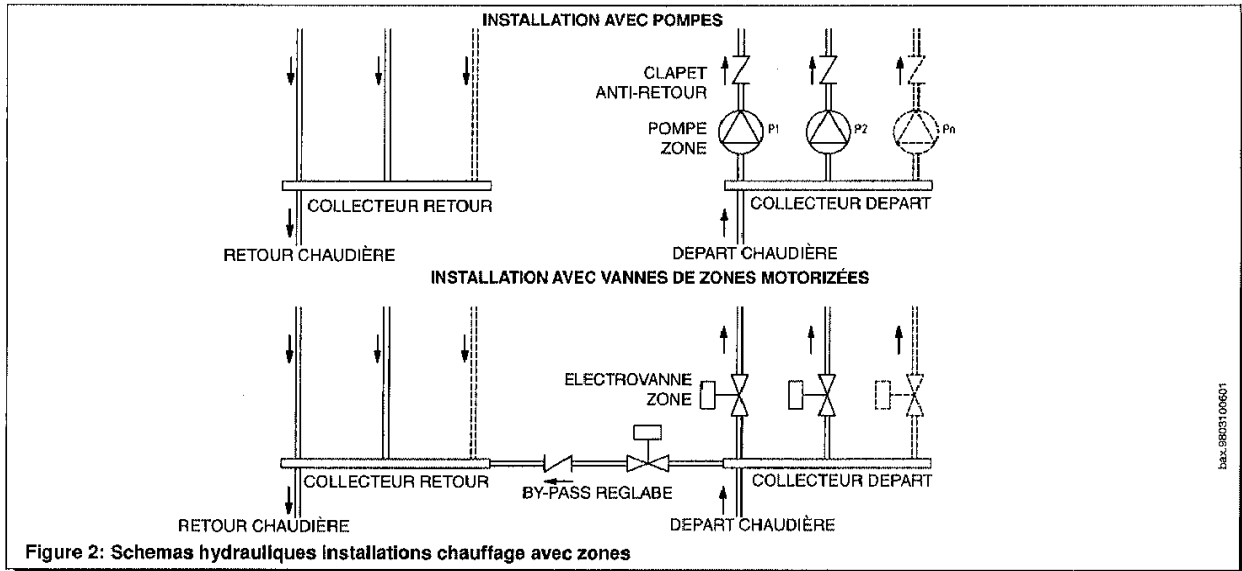 INSTALLATION AVEC POMPES
CLAPET
ANTI-RETOUR
POMPE
ZONE
P1
P2
Pn
COLLECTEUR RETOUR
COLLECTEUR DEPART
RETOUR CHAUDIÈRE
DEPART CHAUDIÈRE
INSTALLATION AVEC VANNES DE ZONES MOTORIZÉES
ELECTROVANNE
ZONE
COLLECTEUR RETOUR
BY-PASS REGLABE
COLLECTEUR DEPART
RETOUR CHAUDIÈRE
DEPART CHAUDIÈRE
Figure 2: Schemas hydrauliques installations chauffage avec zones
bax.9803100601